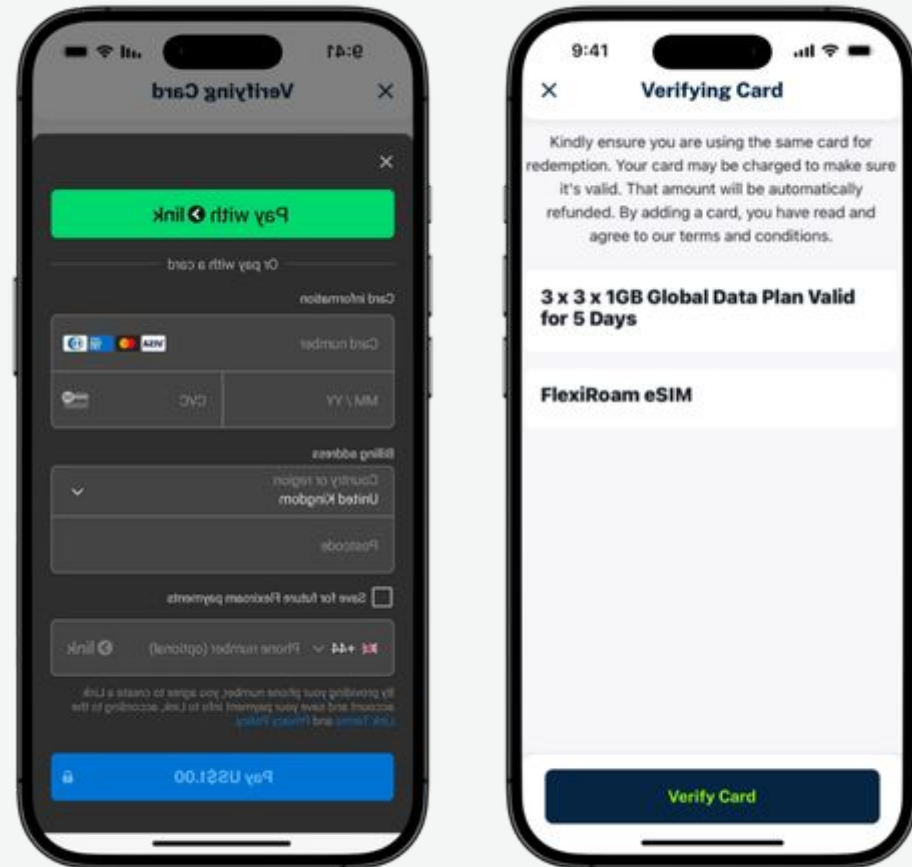 9:41
Verifying Card
Pay with link
Or pay with a card
Card information
Card number
VISA
MM / YY
CVC
Billing address
Country or region
United Kingdom
Postcode
Save for future Flexiroam payments
+44 Phone number (optional) link
By providing your phone number, you agree to create a Link
account and save your payment info to Link, according to the
Link Terms and Privacy Policy.
Pay US$1.00
9:41
Verifying Card
Kindly ensure you are using the same card for
redemption. Your card may be charged to make sure
it's valid. That amount will be automatically
refunded. By adding a card, you have read and
agree to our terms and conditions.
3 x 3 x 1GB Global Data Plan Valid
for 5 Days
FlexiRoam eSIM
Verify Card